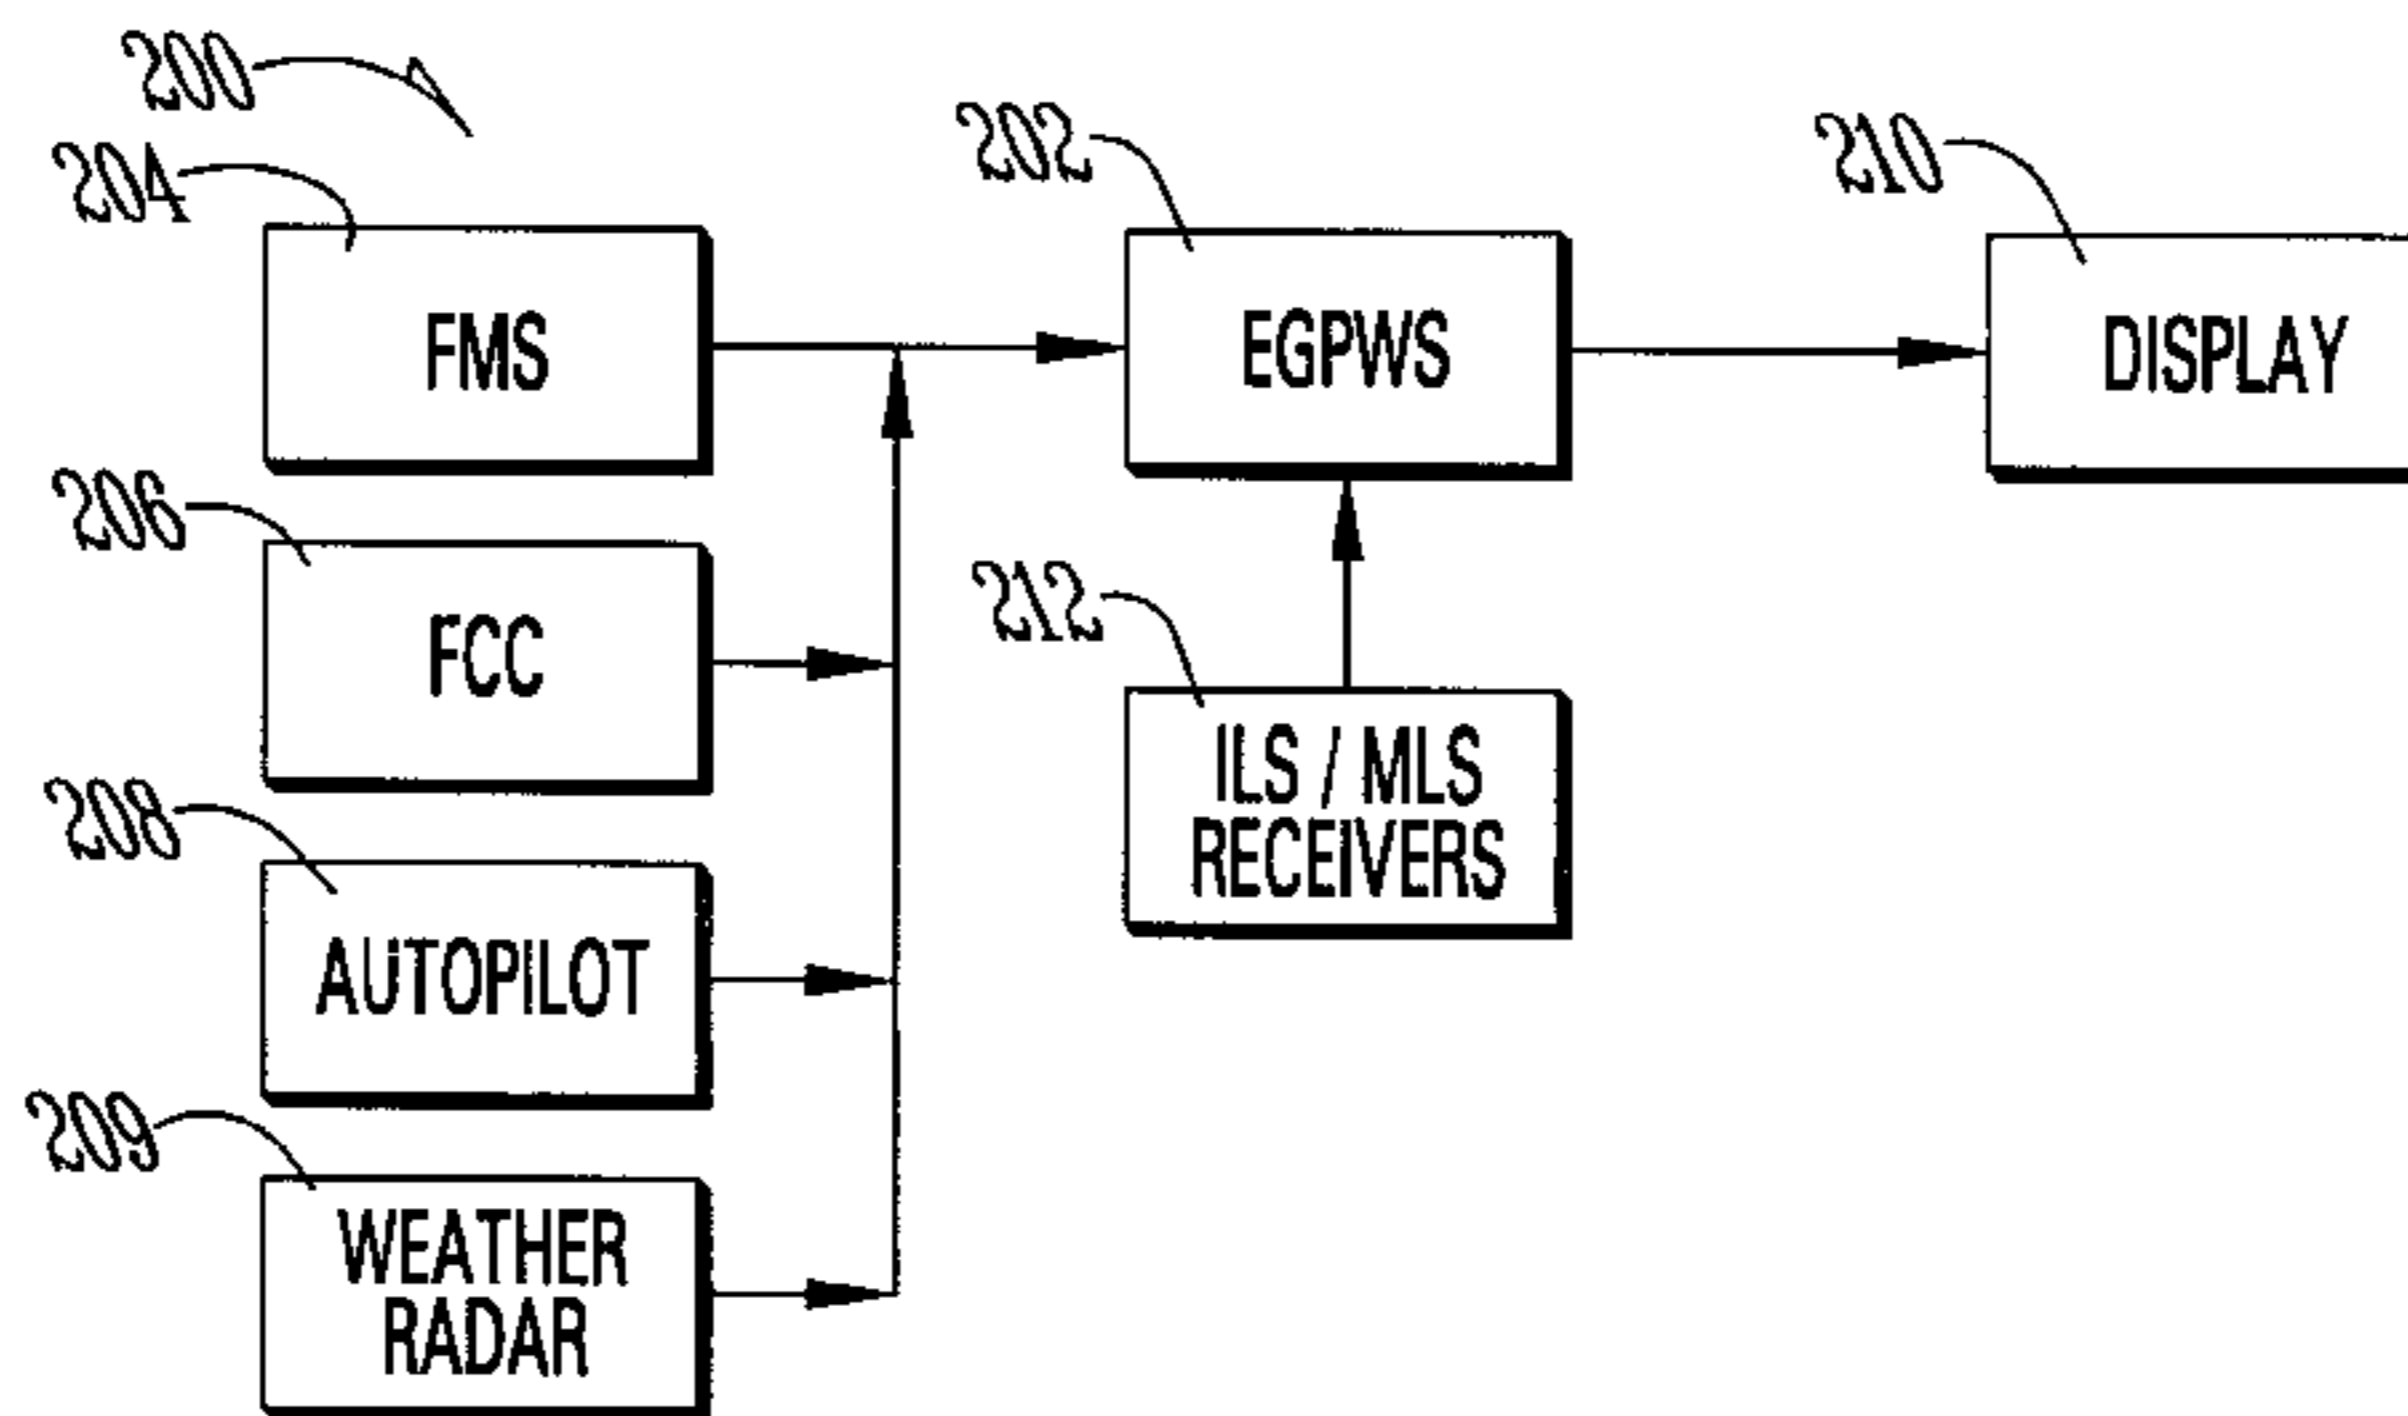 200
204
202
210
FMS
EGPWS
DISPLAY
206
FCC
212
ILS / MLS
RECEIVERS
208
AUTOPILOT
209
WEATHER
RADAR